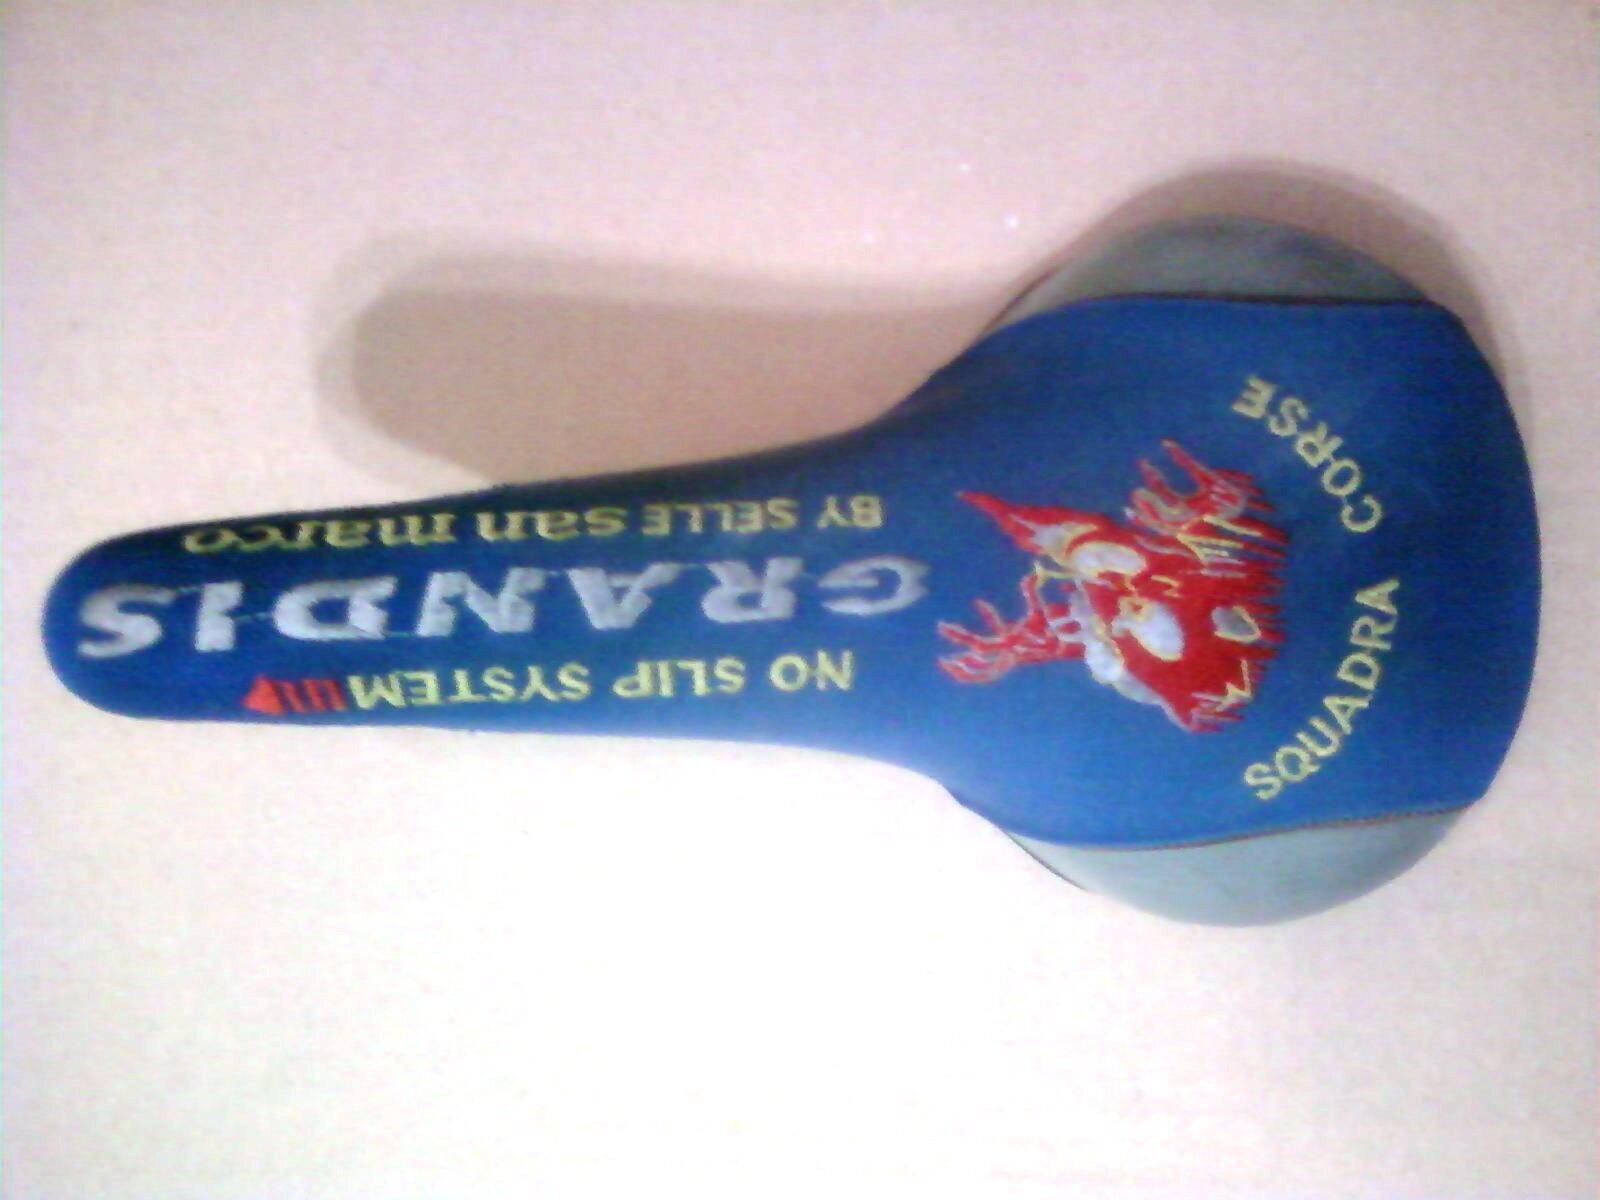 NO SLIP SYSTEM
GRANDIS
BY SELLE san marco
SQUADRA CORSE